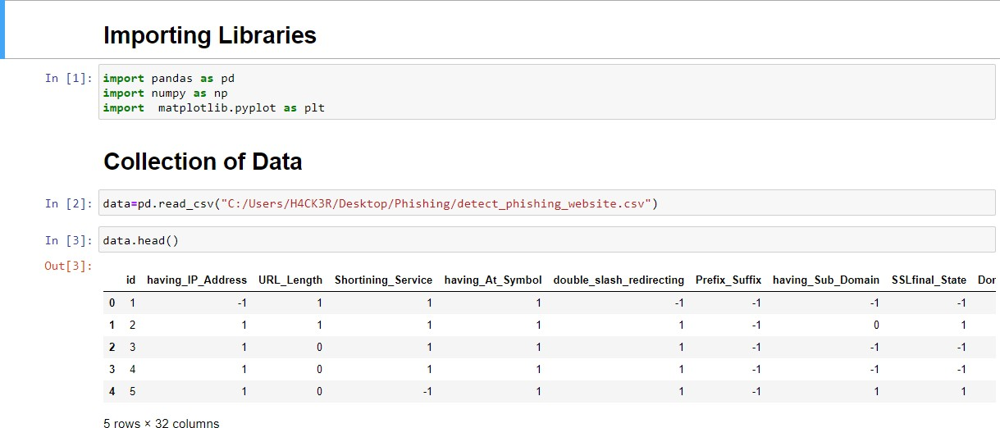 Importing Libraries
In [1]: import pandas as pd
import numpy as np
import  matplotlib.pyplot as plt
Collection of Data
In [2]: data=pd.read_csv("C:/Users/H4CK3R/Desktop/Phishing/detect_phishing_website.csv")
In [3]: data.head()
Out[3]:
id having_IP_Address URL_Length Shortining_Service having_At_Symbol double_slash_redirecting Prefix_Suffix having_Sub_Domain SSLfinal_State Dor
0 1 -1 1 1 1 -1 -1 -1 -1
1 2 1 1 1 1 1 -1 0 1
2 3 1 0 1 1 1 -1 -1 -1
3 4 1 0 1 1 1 -1 -1 -1
4 5 1 0 -1 1 1 -1 1 1
5 rows × 32 columns